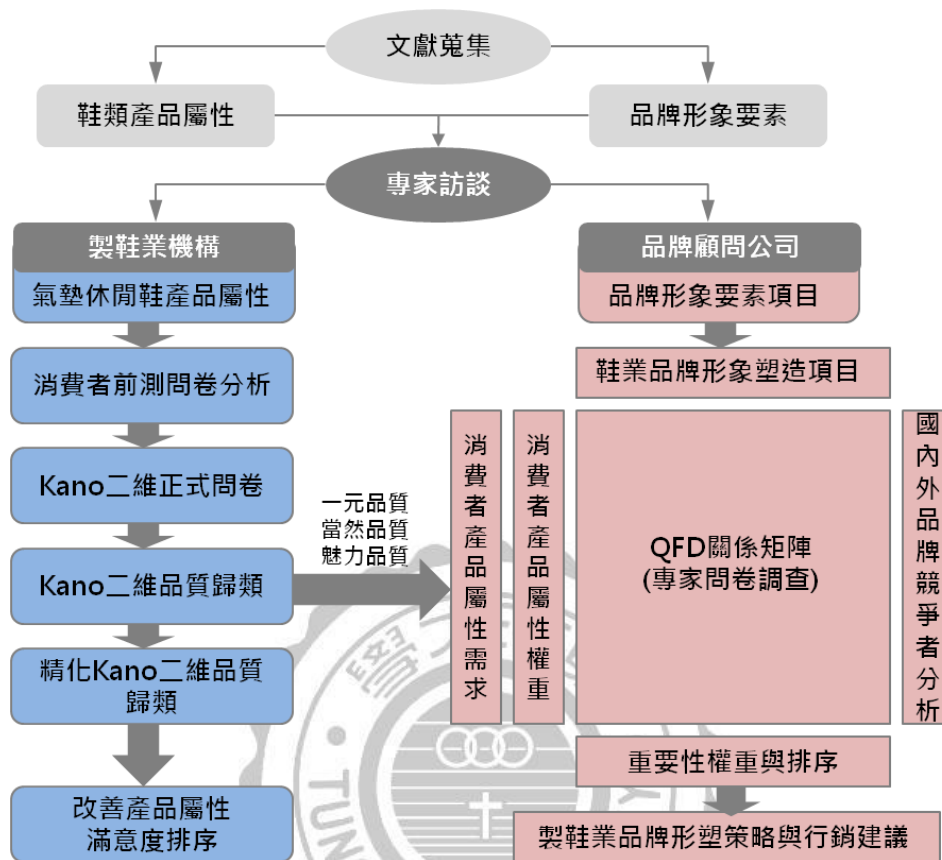 文獻蒐集
鞋類產品屬性
品牌形象要素
專家訪談
製鞋業機構
氣墊休閒鞋產品屬性
消費者前測問卷分析
Kano二維正式問卷
Kano二維品質歸類
精化Kano二維品質
歸類
改善產品屬性
滿意度排序
一元品質
當然品質
魅力品質
品牌顧問公司
品牌形象要素項目
鞋業品牌形象塑造項目
消費者產品屬性需求
消費者產品屬性權重
QFD關係矩陣
(專家問卷調查)
國內外品牌競爭者分析
重要性權重與排序
製鞋業品牌形塑策略與行銷建議
學
TUNG